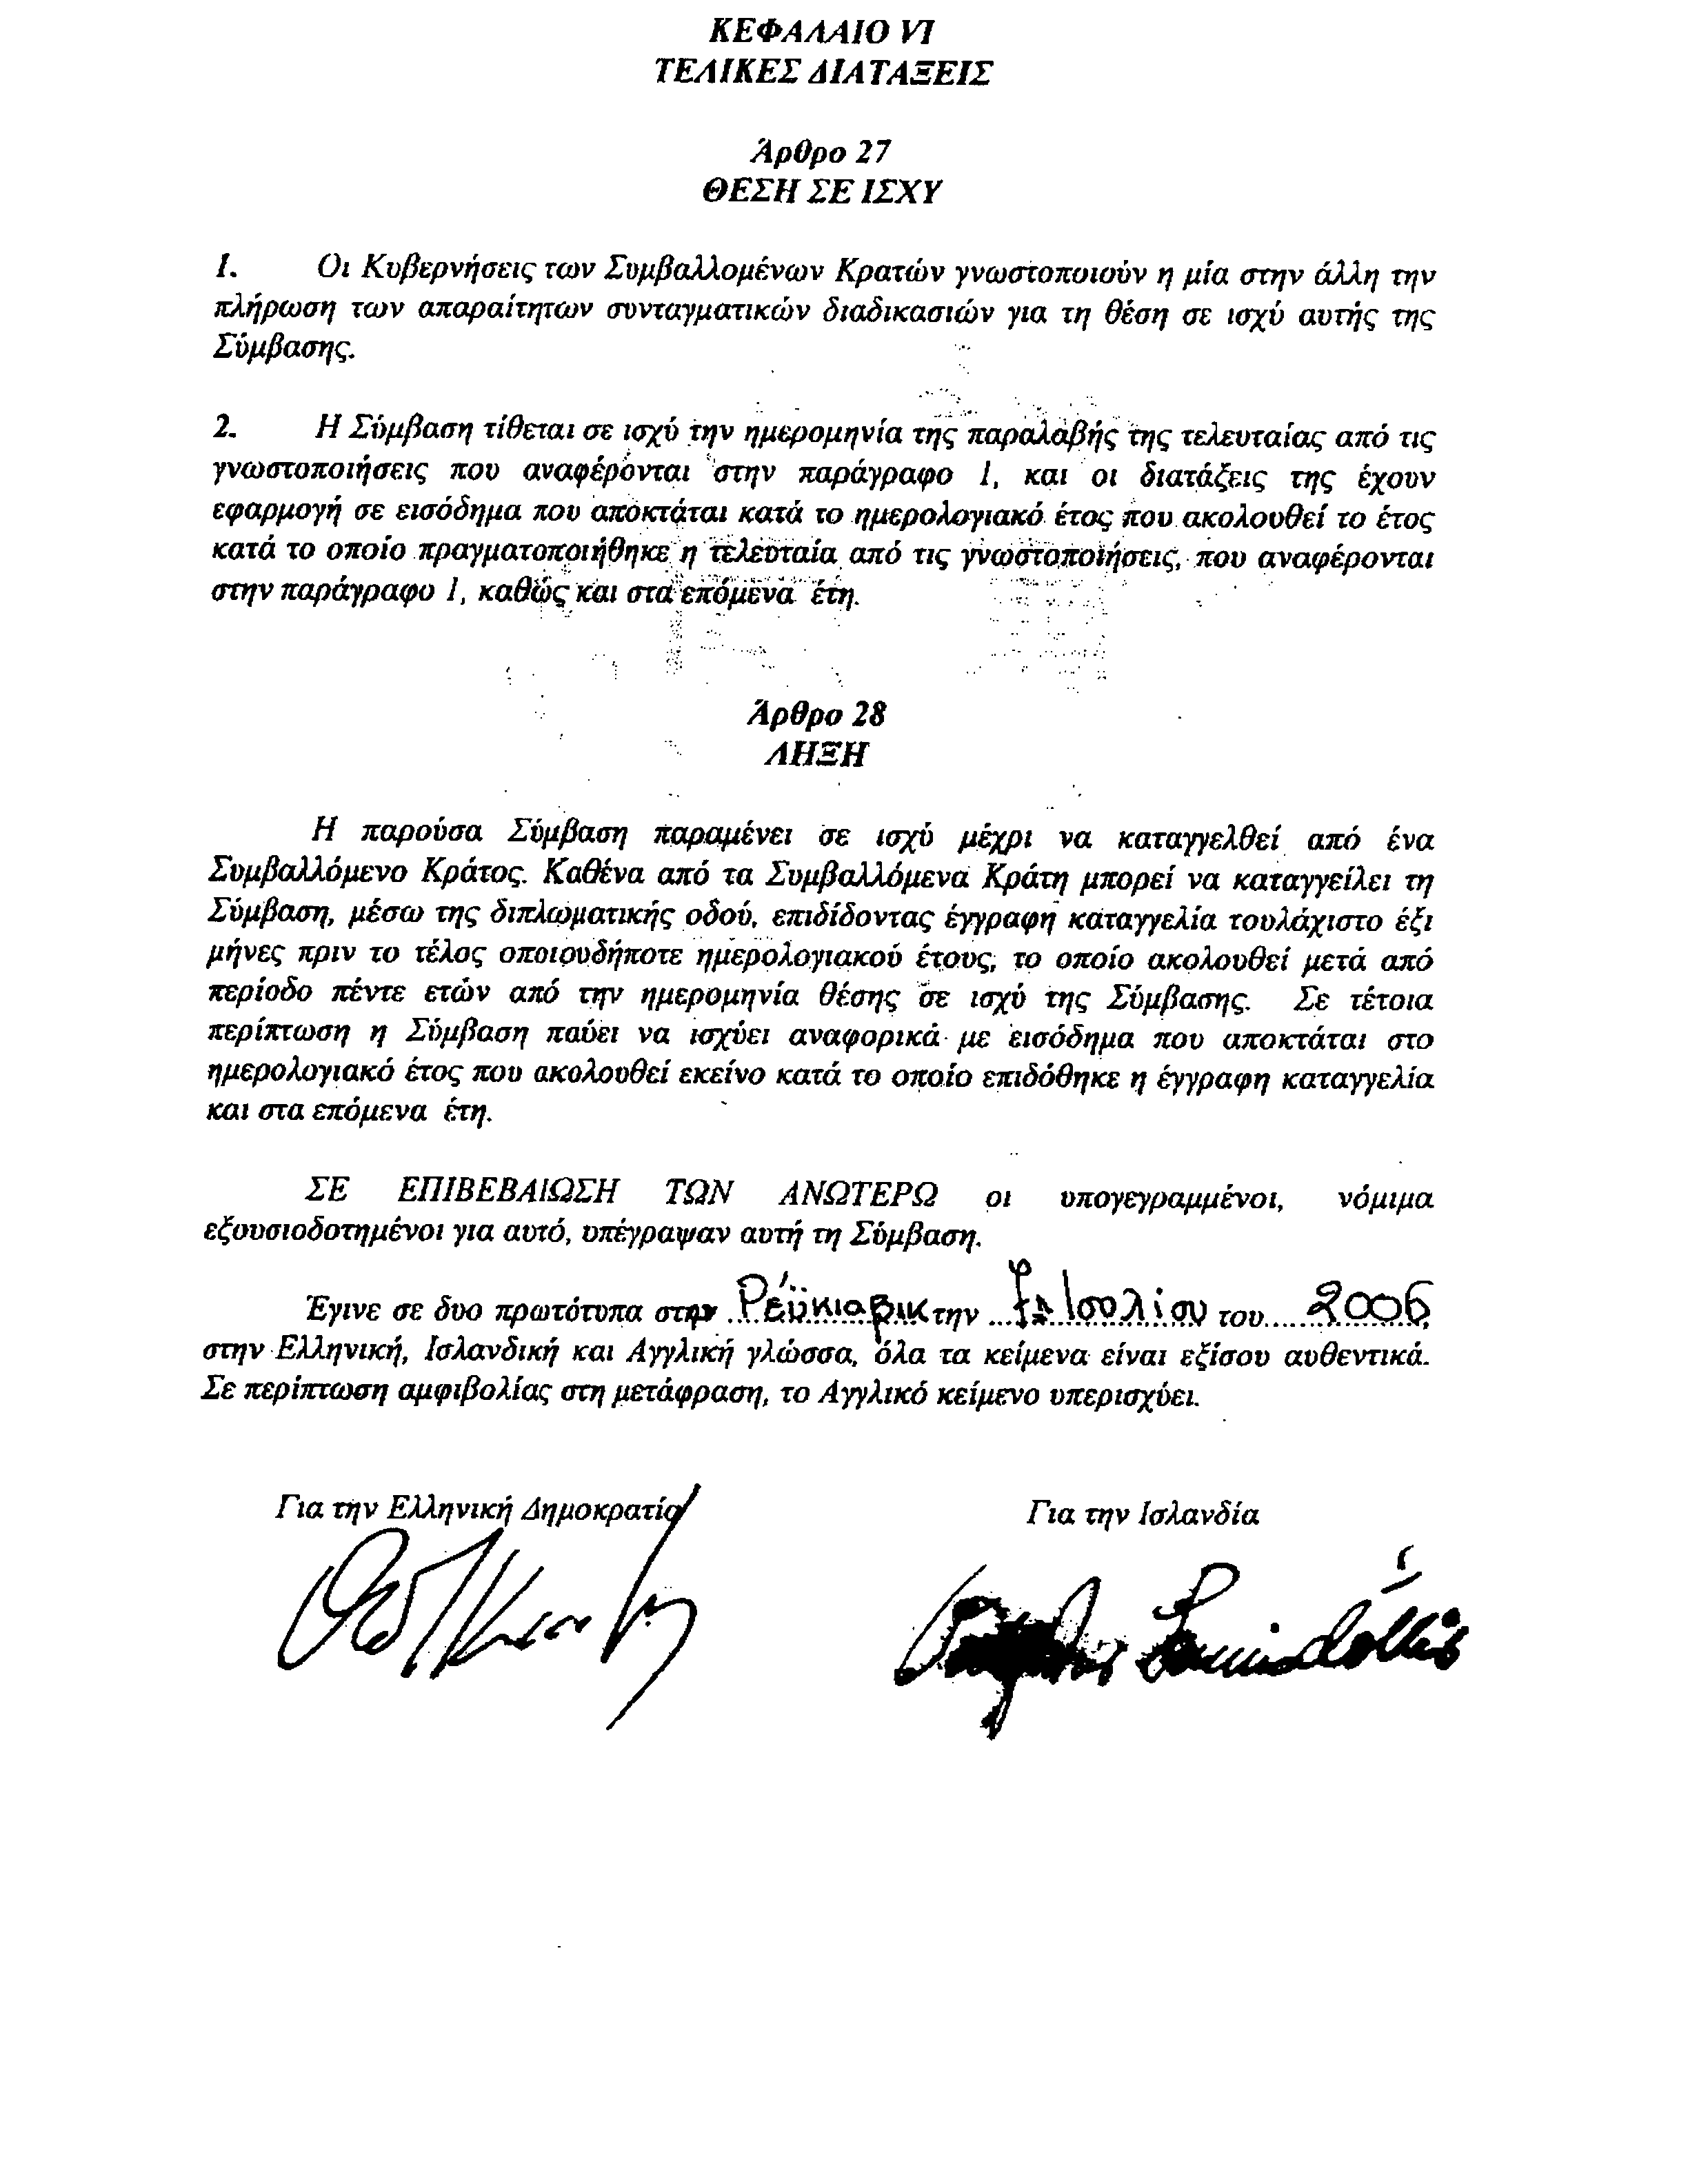 ΚΕΦΑΛΑΙΟ VI
ΤΕΛΙΚΕΣ ΔΙΑΤΑΞΕΙΣ
Άρθρο 27
ΘΕΣΗ ΣΕ ΙΣΧΥ
1. Οι Κυβερνήσεις των Συμβαλλομένων Κρατών γνωστοποιούν η μία στην άλλη την
πλήρωση των απαραίτητων συνταγματικών διαδικασιών για τη θέση σε ισχύ αυτής της
Σύμβασης.
2. Η Σύμβαση τίθεται σε ισχύ την ημερομηνία της παραλαβής της τελευταίας από τις
γνωστοποιήσεις που αναφέρονται στην παράγραφο 1, και οι διατάξεις της έχουν
εφαρμογή σε εισόδημα που αποκτάται κατά το ημερολογιακό έτος που ακολουθεί το έτος
κατά το οποίο πραγματοποιήθηκε η τελευταία από τις γνωστοποιήσεις, που αναφέρονται
στην παράγραφο 1, καθώς και στα επόμενα έτη.
Άρθρο 28
ΛΗΞΗ
Η παρούσα Σύμβαση παραμένει σε ισχύ μέχρι να καταγγελθεί από ένα
Συμβαλλόμενο Κράτος. Καθένα από τα Συμβαλλόμενα Κράτη μπορεί να καταγγείλει τη
Σύμβαση, μέσω της διπλωματικής οδού, επιδίδοντας έγγραφη καταγγελία τουλάχιστο έξι
μήνες πριν το τέλος οποιουδήποτε ημερολογιακού έτους, το οποίο ακολουθεί μετά από
περίοδο πέντε ετών από την ημερομηνία θέσης σε ισχύ της Σύμβασης. Σε τέτοια
περίπτωση η Σύμβαση παύει να ισχύει αναφορικά με εισόδημα που αποκτάται στο
ημερολογιακό έτος που ακολουθεί εκείνο κατά το οποίο επιδόθηκε η έγγραφη καταγγελία
και στα επόμενα έτη.
ΣΕ ΕΠΙΒΕΒΑΙΩΣΗ ΤΩΝ ΑΝΩΤΕΡΩ οι υπογεγραμμένοι, νόμιμα
εξουσιοδοτημένοι για αυτό, υπέγραψαν αυτή τη Σύμβαση.
Έγινε σε δυο πρωτότυπα στην Ρέϋκιαβικ την Ιουλίου του 2006,
στην Ελληνική, Ισλανδική και Αγγλική γλώσσα, όλα τα κείμενα είναι εξίσου αυθεντικά.
Σε περίπτωση αμφιβολίας στη μετάφραση, το Αγγλικό κείμενο υπερισχύει.
Για την Ελληνική Δημοκρατία Για την Ισλανδία